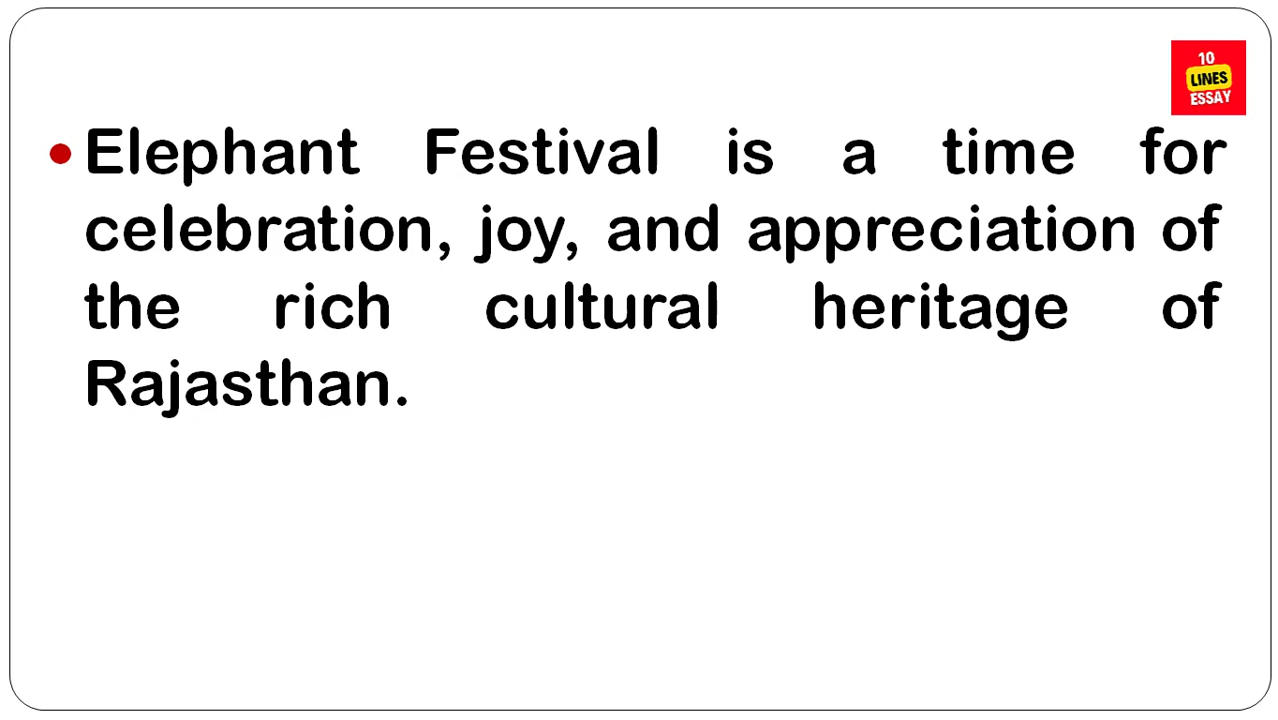 10
LINES
ESSAY
• Elephant Festival is a time for
celebration, joy, and appreciation of
the rich cultural heritage of
Rajasthan.